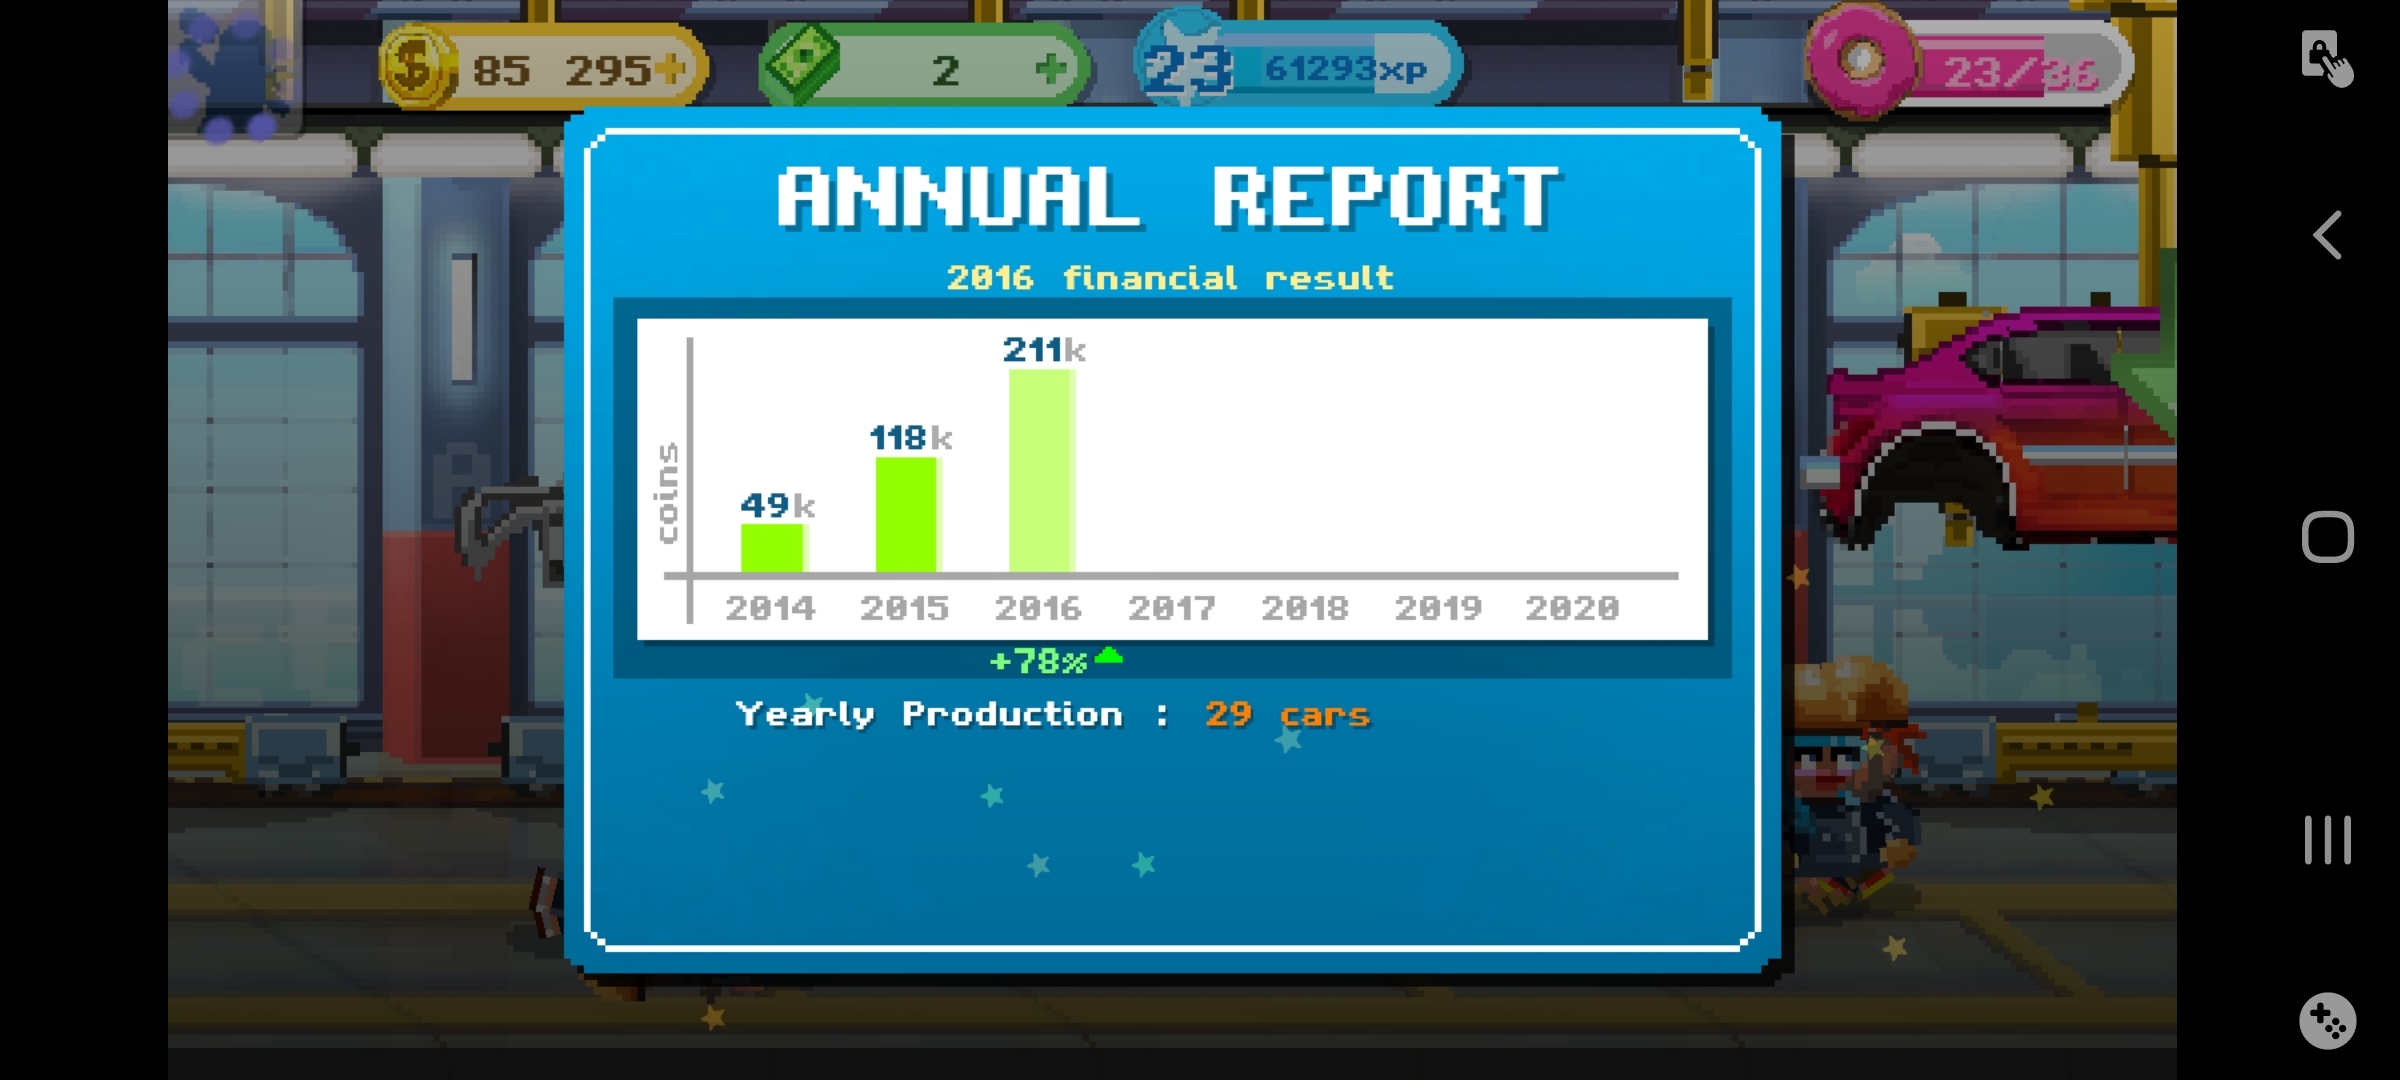 85 295+
2 +
23 61293xp
23/36
ANNUAL REPORT
2016 financial result
coins
49k
118k
211k
2014 2015 2016 2017 2018 2019 2020
+78%
Yearly Production : 29 cars